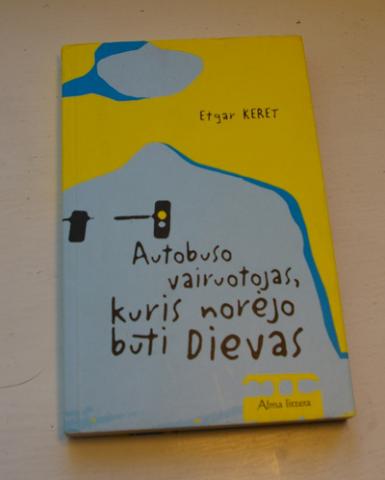 Etgar KERET
Autobuso
vairuotojas,
kuris norėjo
būti Dievas
Alma littera